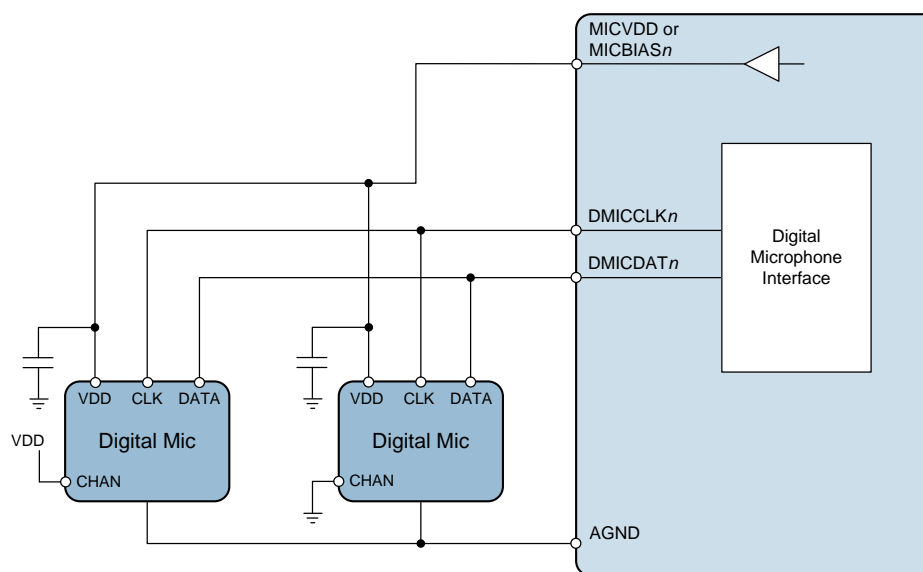 MICVDD or
MICBIASn
DMICCLKn
DMICDATn
Digital
Microphone
Interface
VDD CLK DATA
Digital Mic
VDD
CHAN
VDD CLK DATA
Digital Mic
CHAN
AGND